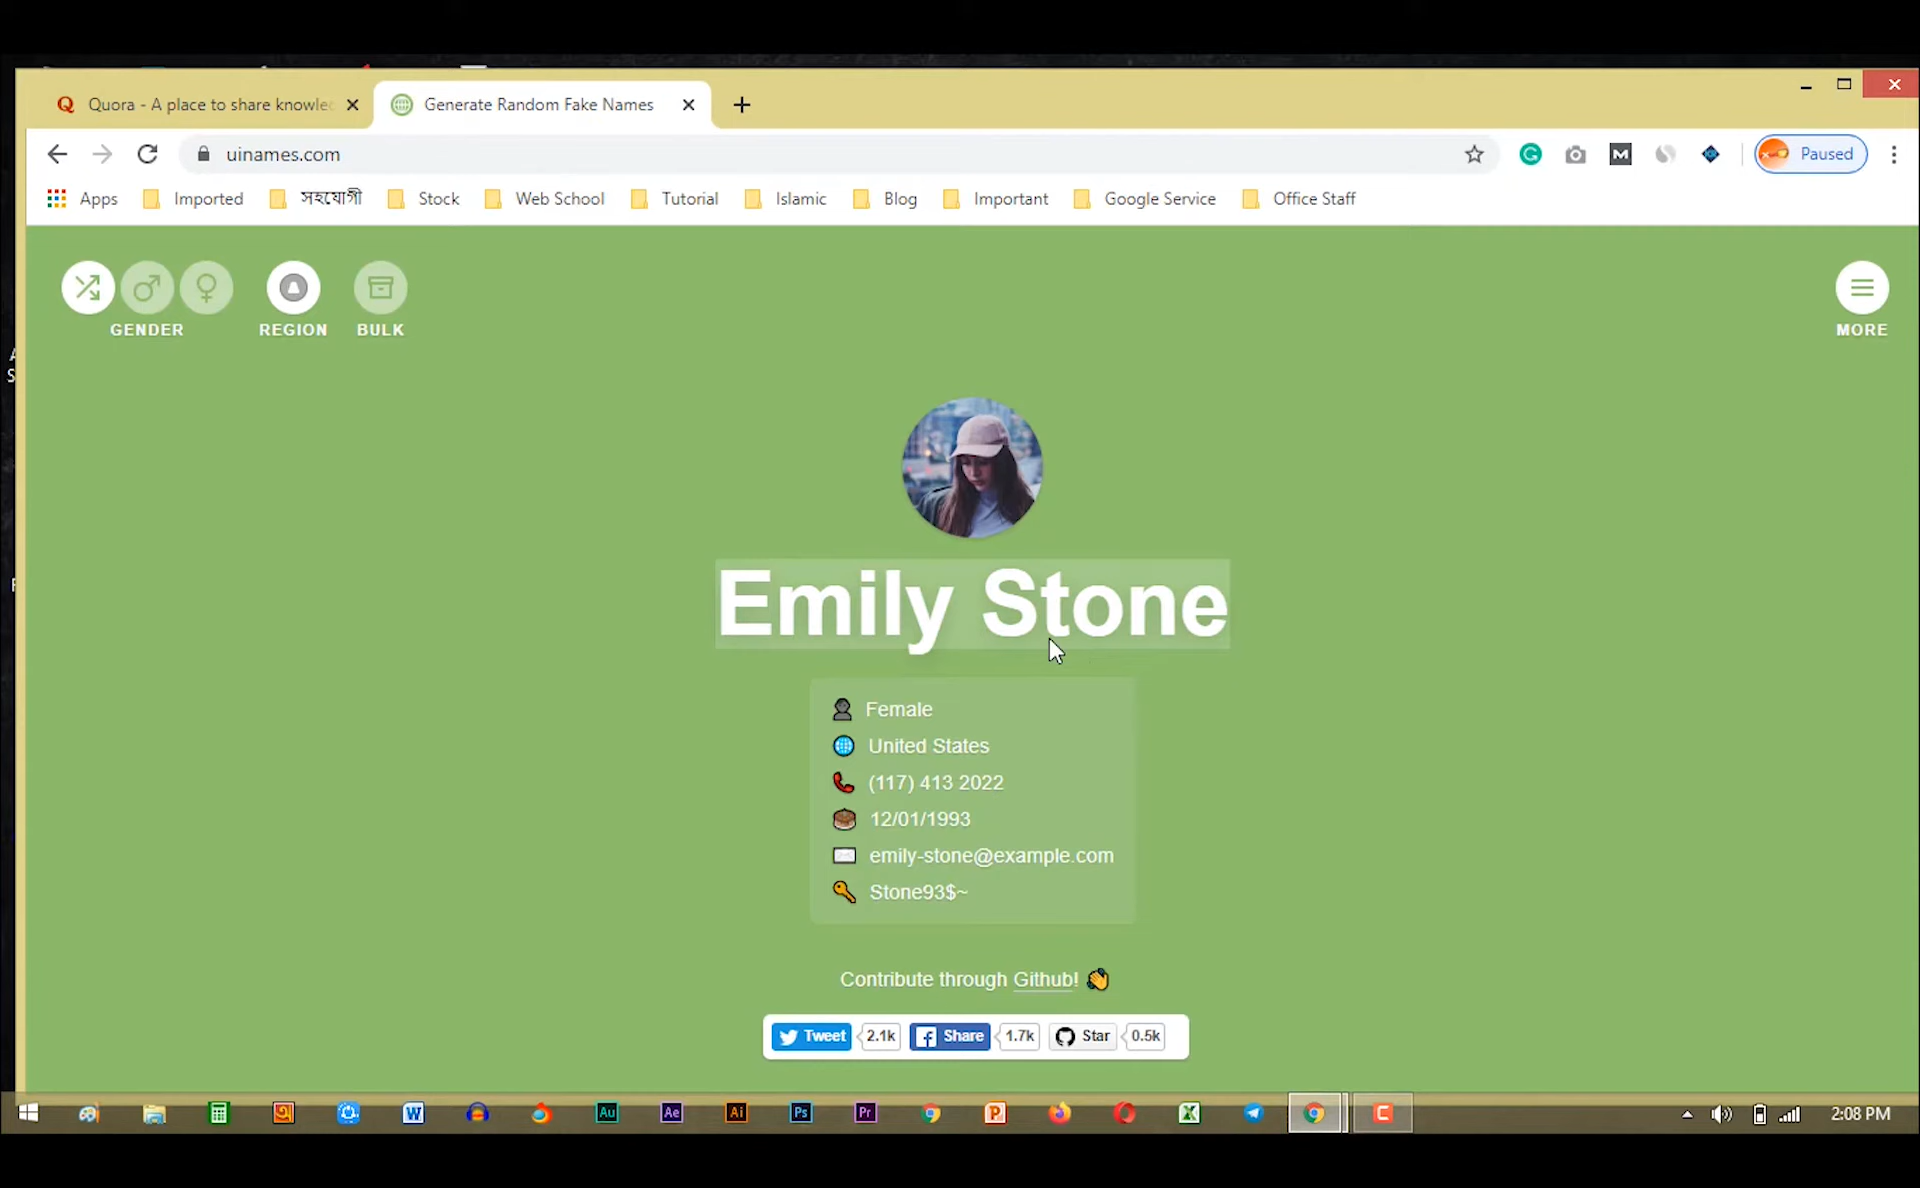 Quora - A place to share knowled
Generate Random Fake Names
uinames.com
Paused
Apps
Imported
সহযোগী
Stock
Web School
Tutorial
Islamic
Blog
Important
Google Service
Office Staff
GENDER
REGION
BULK
MORE
Emily Stone
Female
United States
(117) 413 2022
12/01/1993
emily-stone@example.com
Stone93$~
Contribute through Github!
Tweet 2.1k Share 1.7k Star 0.5k
2:08 PM